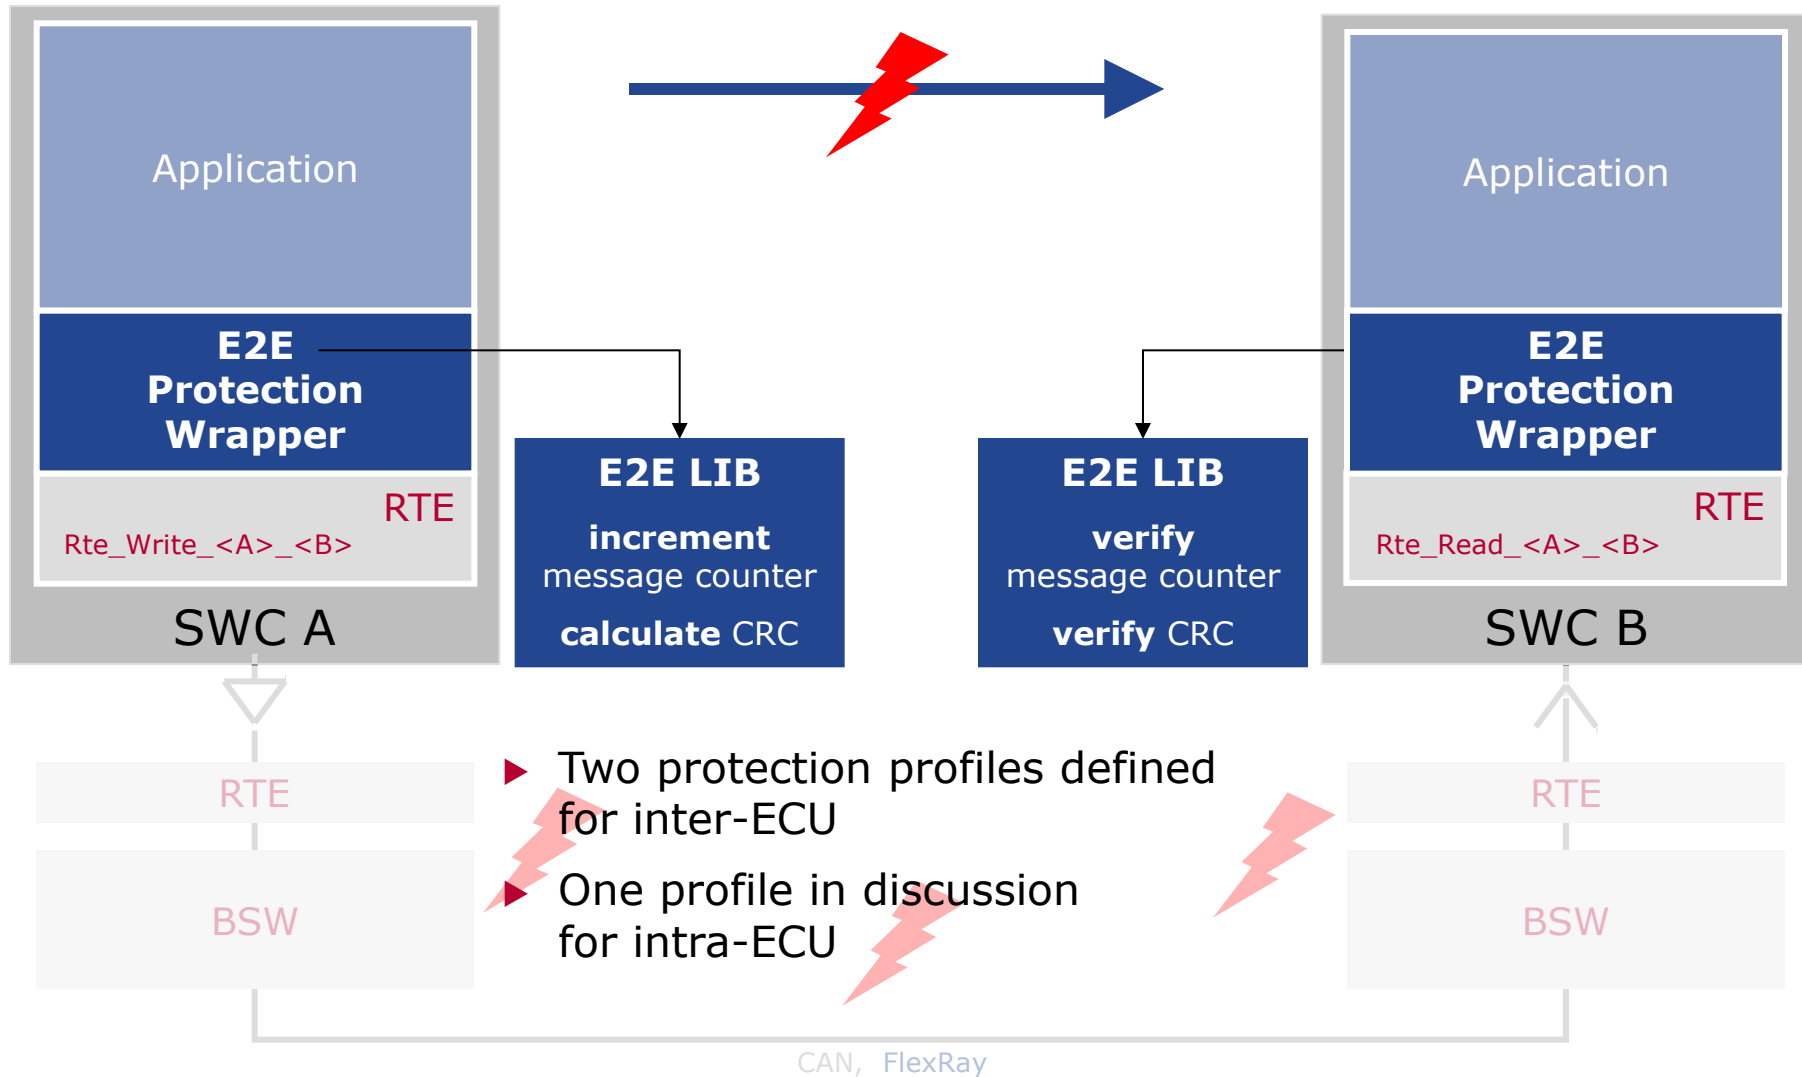 Application
E2E
Protection
Wrapper
RTE
Rte_Write_<A>_<B>
SWC A
E2E LIB
increment
message counter
calculate CRC
E2E LIB
verify
message counter
verify CRC
Application
E2E
Protection
Wrapper
RTE
Rte_Read_<A>_<B>
SWC B
RTE
BSW
Two protection profiles defined
for inter-ECU
One profile in discussion
for intra-ECU
RTE
BSW
CAN, FlexRay